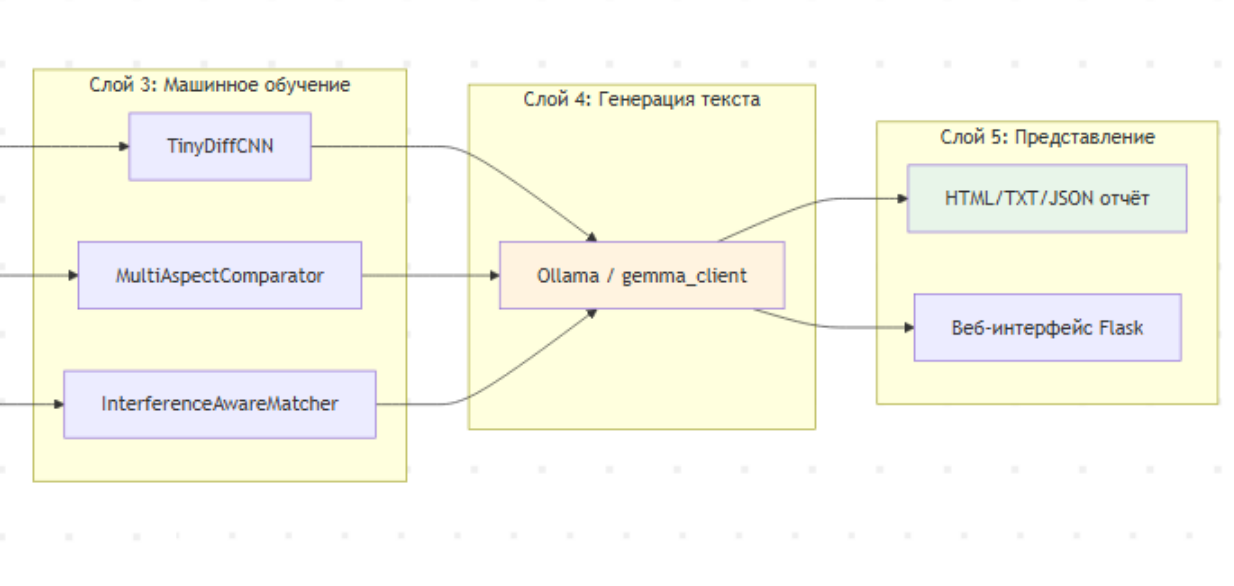 Слой 3: Машинное обучение
TinyDiffCNN
MultiAspectComparator
InterferenceAwareMatcher
Слой 4: Генерация текста
Ollama / gemma_client
Слой 5: Представление
HTML/TXT/JSON отчёт
Веб-интерфейс Flask